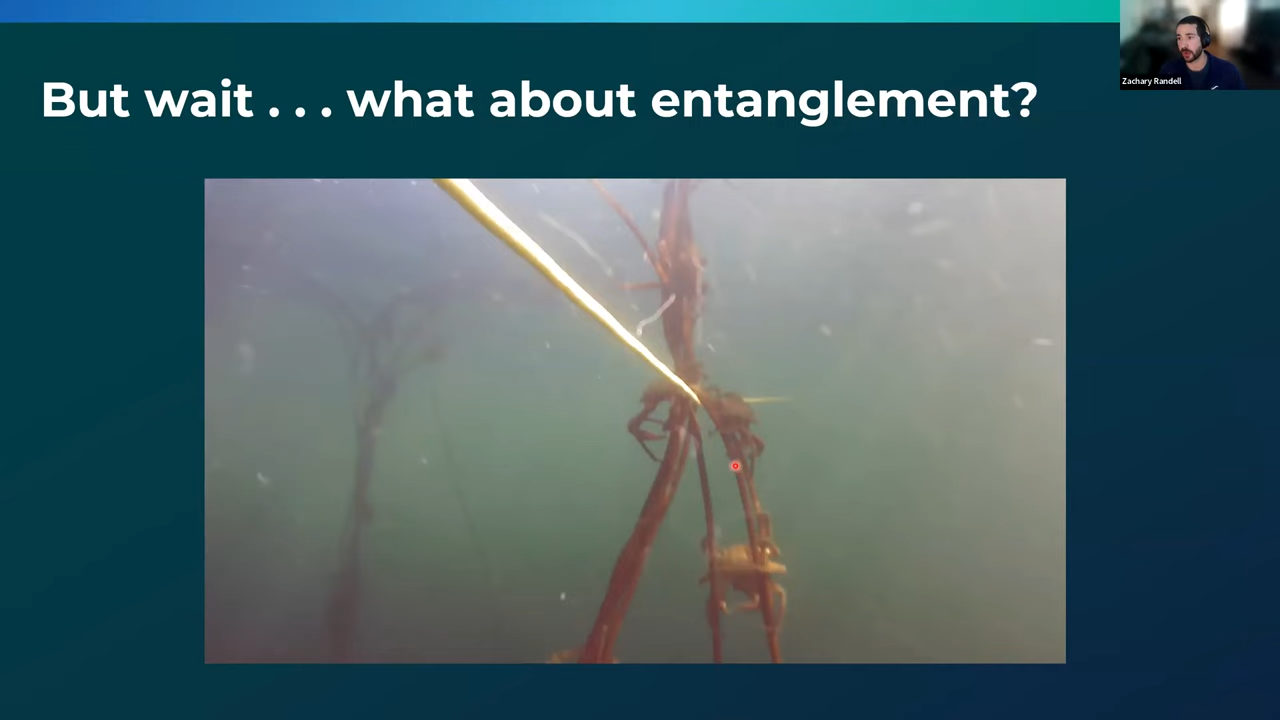 But wait . . . what about entanglement?
Zachary Randell